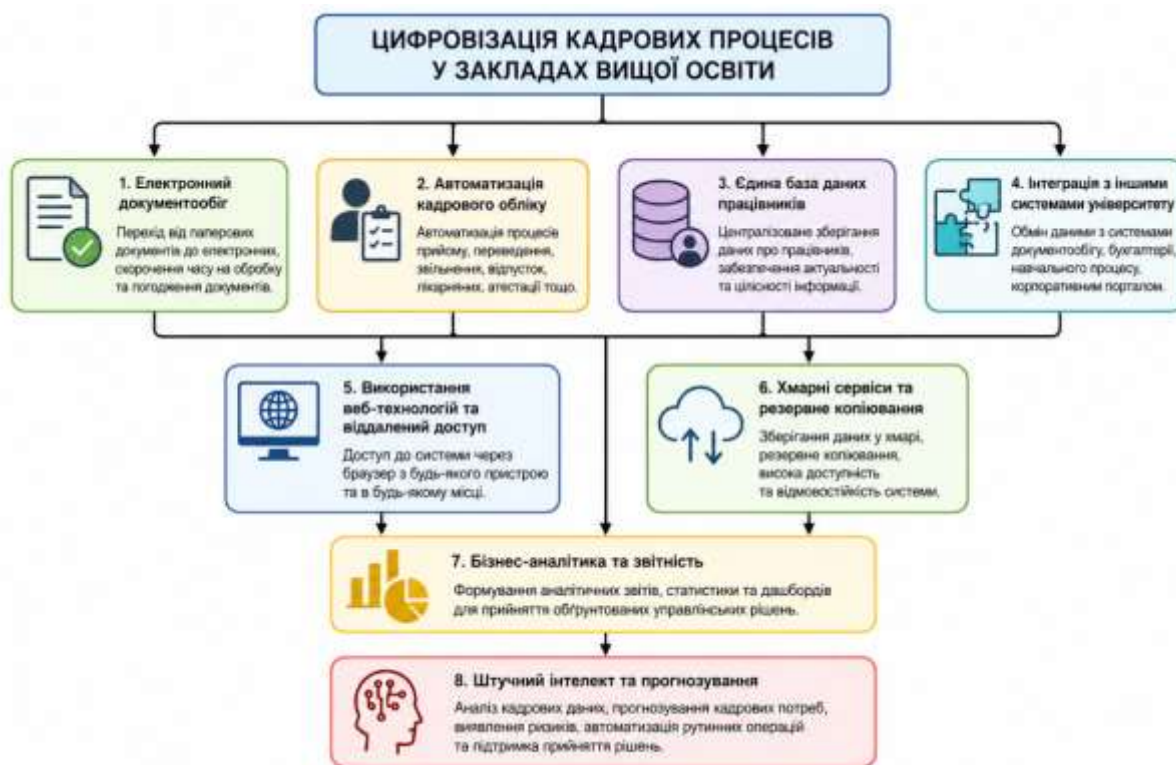 ЦИФРОВІЗАЦІЯ КАДРОВИХ ПРОЦЕСІВ
У ЗАКЛАДАХ ВИЩОЇ ОСВІТИ
1. Електронний
документообіг
Перехід від паперових
документів до електронних,
скорочення часу на обробку
та погодження документів.
2. Автоматизація
кадрового обліку
Автоматизація процесів
прийому, переведення,
звільнення, відпусток,
лікарняних, атестації тощо.
3. Єдина база даних
працівників
Централізоване зберігання
даних про працівників,
забезпечення актуальності
та цілісності інформації.
4. Інтеграція з іншими
системами університету
Обмін даними з системами
документообігу, бухгалтерії,
навчального процесу,
корпоративним порталом.
5. Використання
веб-технологій та
віддалений доступ
Доступ до системи через
браузер з будь-якого пристрою
та в будь-якому місці.
6. Хмарні сервіси та
резервне копіювання
Зберігання даних у хмарі,
резервне копіювання,
висока доступність
та відмовостійкість системи.
7. Бізнес-аналітика та звітність
Формування аналітичних звітів, статистики та дашбордів
для прийняття обґрунтованих управлінських рішень.
8. Штучний інтелект та прогнозування
Аналіз кадрових даних, прогнозування кадрових потреб,
виявлення ризиків, автоматизація рутинних операцій
та підтримка прийняття рішень.